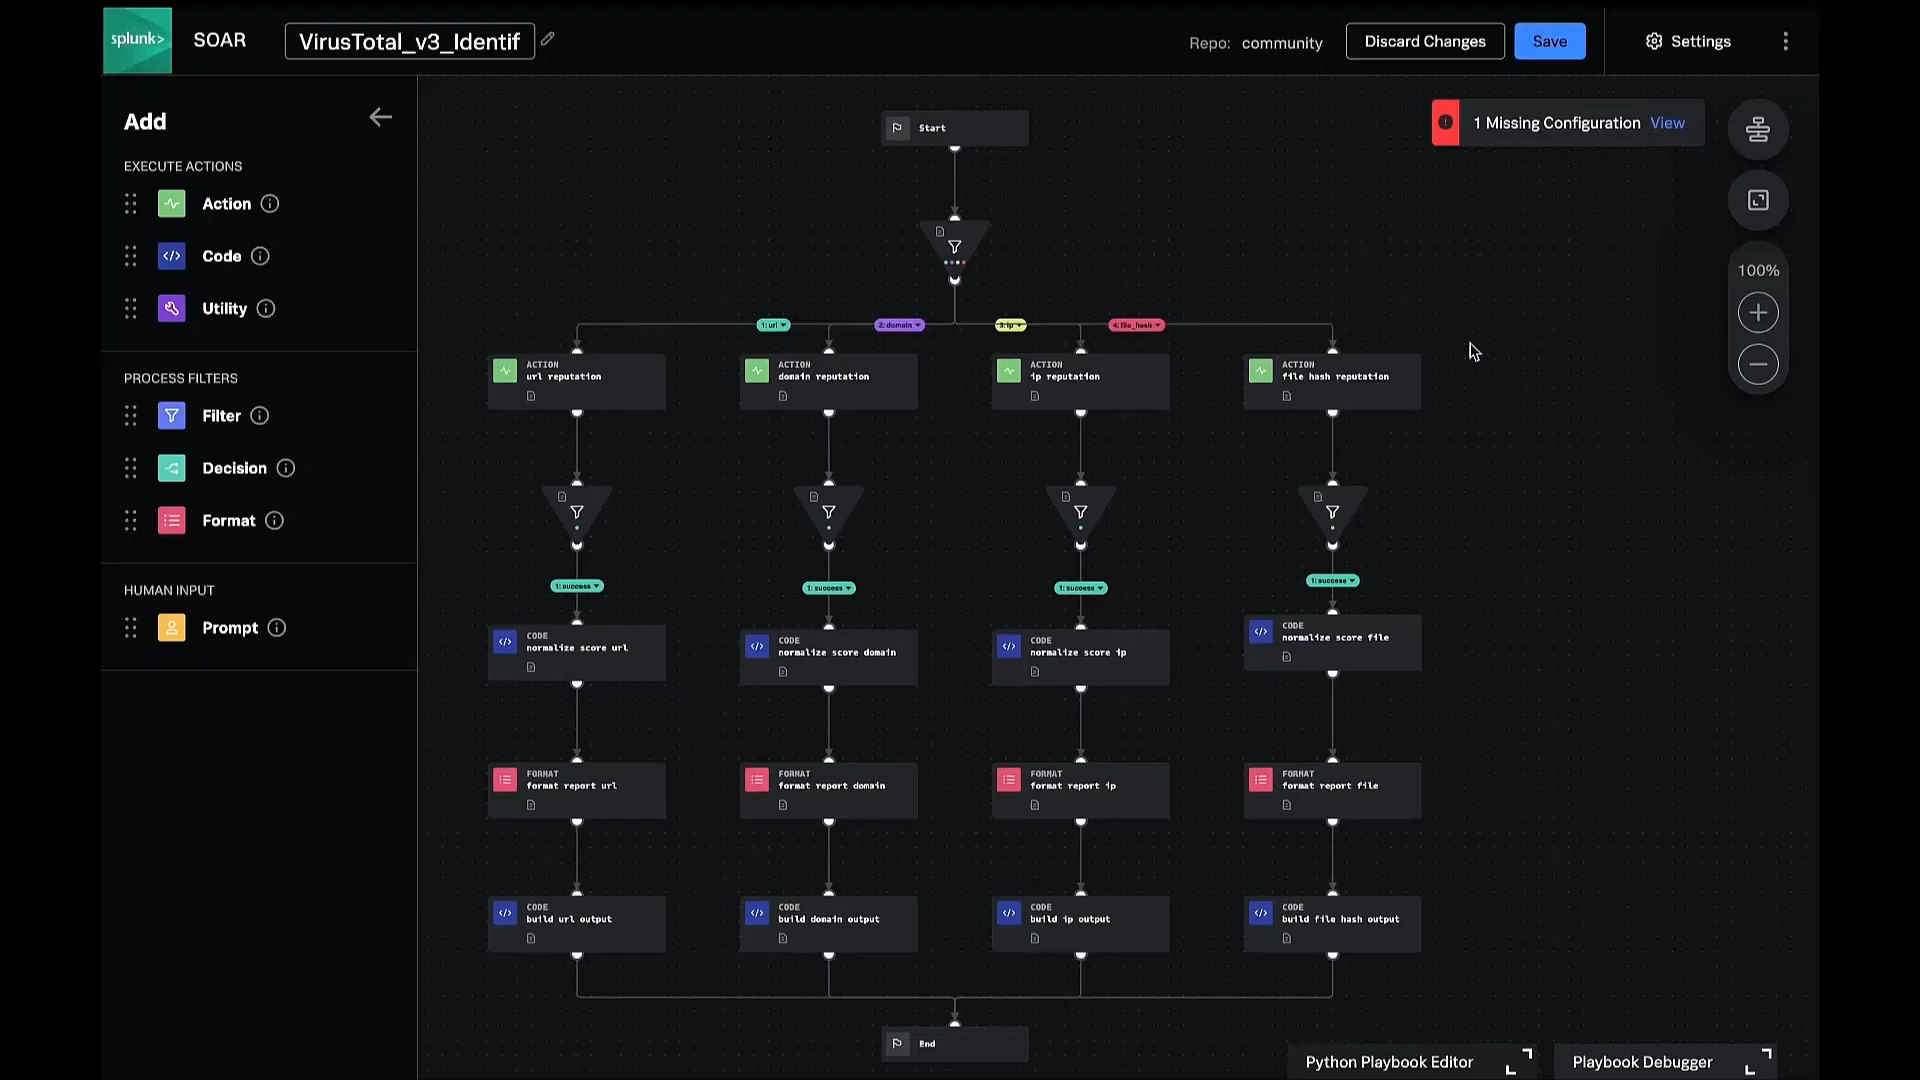 splunk>
SOAR
VirusTotal_v3_Identif
Repo: community
Discard Changes
Save
Settings
Add
EXECUTE ACTIONS
Action
Code
Utility
PROCESS FILTERS
Filter
Decision
Format
HUMAN INPUT
Prompt
1 Missing Configuration View
100%
Start
1: url
2: domain
3: ip
4: file_hash
ACTION
url reputation
ACTION
domain reputation
ACTION
ip reputation
ACTION
file hash reputation
1: success
1: success
1: success
1: success
CODE
normalize score url
CODE
normalize score domain
CODE
normalize score ip
CODE
normalize score file
FORMAT
format report url
FORMAT
format report domain
FORMAT
format report ip
FORMAT
format report file
CODE
build url output
CODE
build domain output
CODE
build ip output
CODE
build file hash output
End
Python Playbook Editor
Playbook Debugger